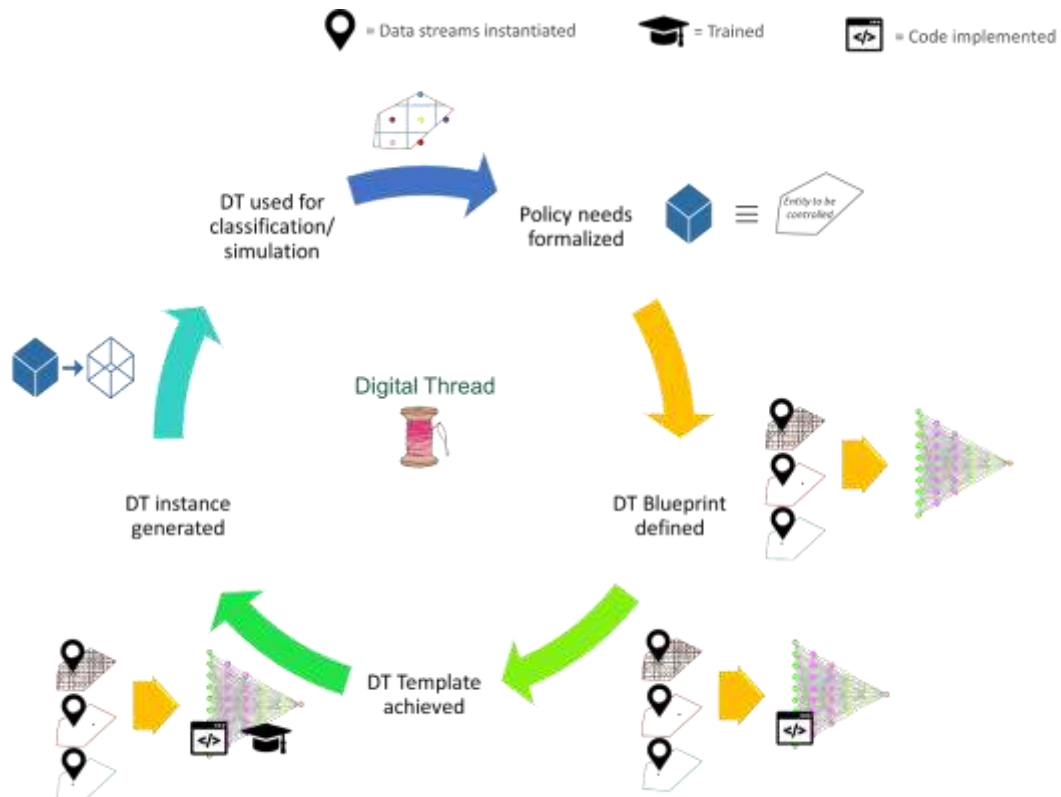 = Data streams instantiated
= Trained
</>
= Code implemented
DT used for
classification/
simulation
Policy needs
formalized
Entity to be
controlled
Digital Thread
DT instance
generated
DT Blueprint
defined
DT Template
achieved
</>
</>